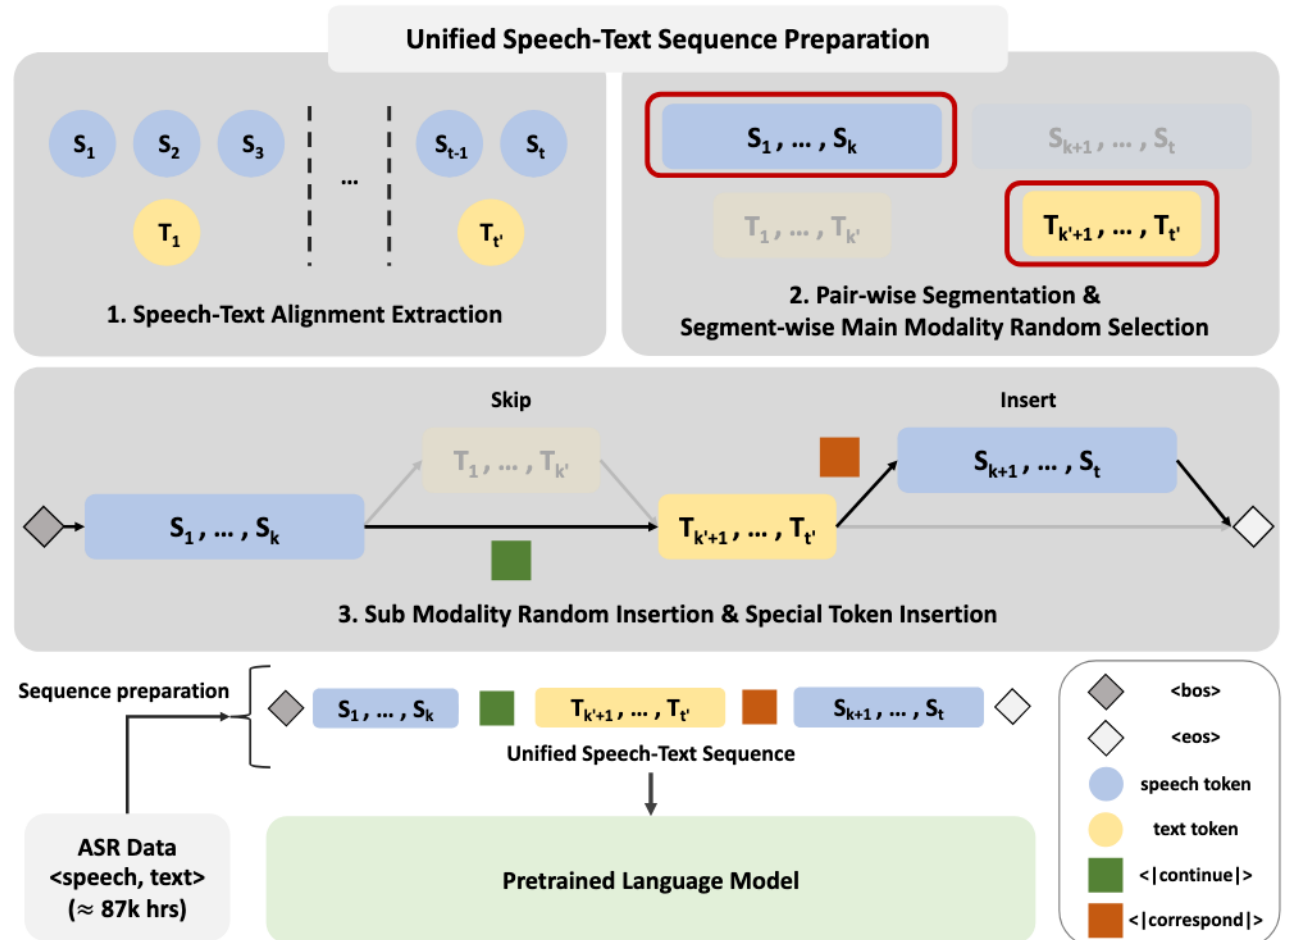 Unified Speech-Text Sequence Preparation
S1 S2 S3 ... St-1 St
T1 Tt'
1. Speech-Text Alignment Extraction
S1 , ... , Sk
Sk+1 , ... , St
T1 , ... , Tk'
Tk'+1 , ... , Tt'
2. Pair-wise Segmentation &
Segment-wise Main Modality Random Selection
Skip
Insert
T1 , ... , Tk'
Sk+1 , ... , St
S1 , ... , Sk
Tk'+1 , ... , Tt'
3. Sub Modality Random Insertion & Special Token Insertion
Sequence preparation
S1 , ... , Sk
Tk'+1 , ... , Tt'
Sk+1 , ... , St
Unified Speech-Text Sequence
ASR Data
<speech, text>
(≈ 87k hrs)
Pretrained Language Model
<bos>
<eos>
speech token
text token
<|continue|>
<|correspond|>